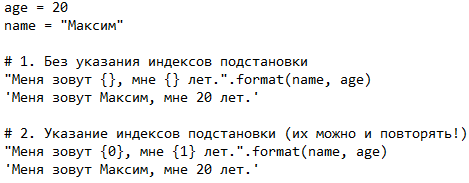 age = 20
name = "Максим"
# 1. Без указания индексов подстановки
"Меня зовут {}, мне {} лет.".format(name, age)
'Меня зовут Максим, мне 20 лет.'
# 2. Указание индексов подстановки (их можно и повторять!)
"Меня зовут {0}, мне {1} лет.".format(name, age)
'Меня зовут Максим, мне 20 лет.'